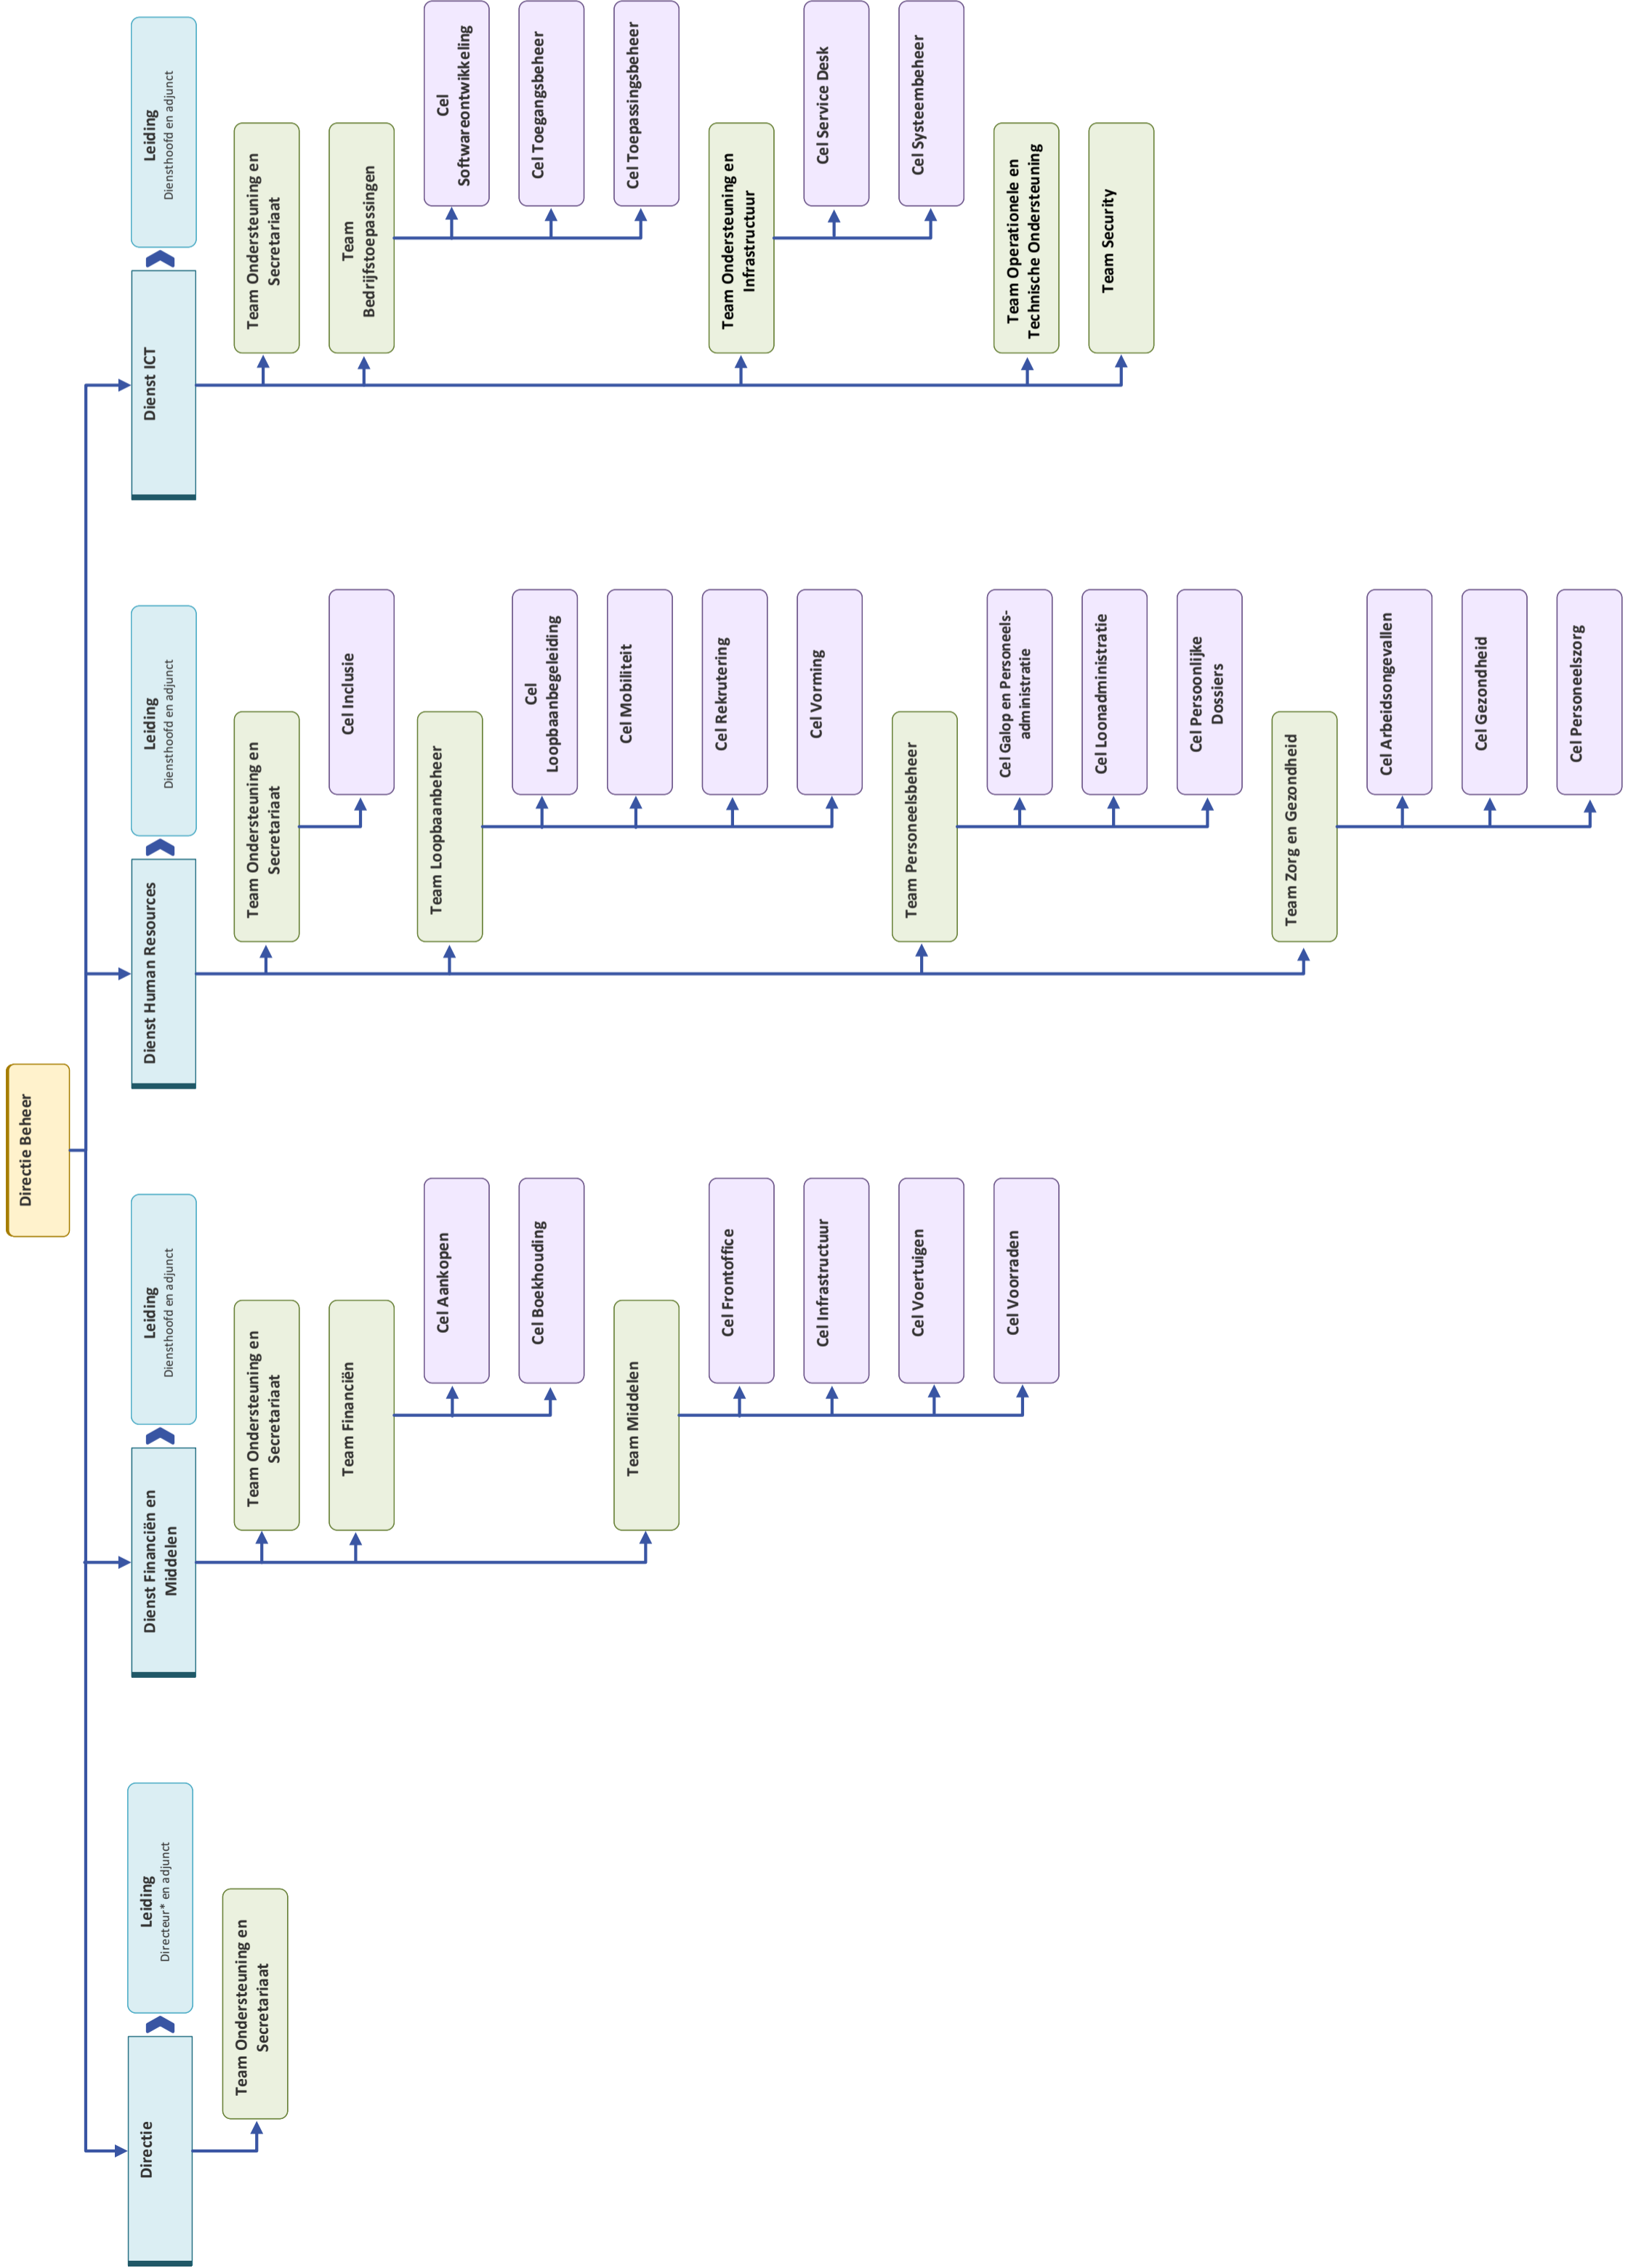 Directie Beheer
Directie
Leiding
Directeur* en adjunct
Team Ondersteuning en
Secretariaat
Dienst Financiën en
Middelen
Leiding
Diensthoofd en adjunct
Team Ondersteuning en
Secretariaat
Team Financiën
Cel Aankopen
Cel Boekhouding
Team Middelen
Cel Frontoffice
Cel Infrastructuur
Cel Voertuigen
Cel Voorraden
Dienst Human Resources
Leiding
Diensthoofd en adjunct
Team Ondersteuning en
Secretariaat
Cel Inclusie
Team Loopbaanbeheer
Cel
Loopbaanbegeleiding
Cel Mobiliteit
Cel Rekrutering
Cel Vorming
Team Personeelsbeheer
Cel Galop en Personeels-
administratie
Cel Loonadministratie
Cel Persoonlijke
Dossiers
Team Zorg en Gezondheid
Cel Arbeidsongevallen
Cel Gezondheid
Cel Personeelszorg
Dienst ICT
Leiding
Diensthoofd en adjunct
Team Ondersteuning en
Secretariaat
Team
Bedrijfstoepassingen
Cel
Softwareontwikkeling
Cel Toegangsbeheer
Cel Toepassingsbeheer
Team Ondersteuning en
Infrastructuur
Cel Service Desk
Cel Systeembeheer
Team Operationele en
Technische Ondersteuning
Team Security